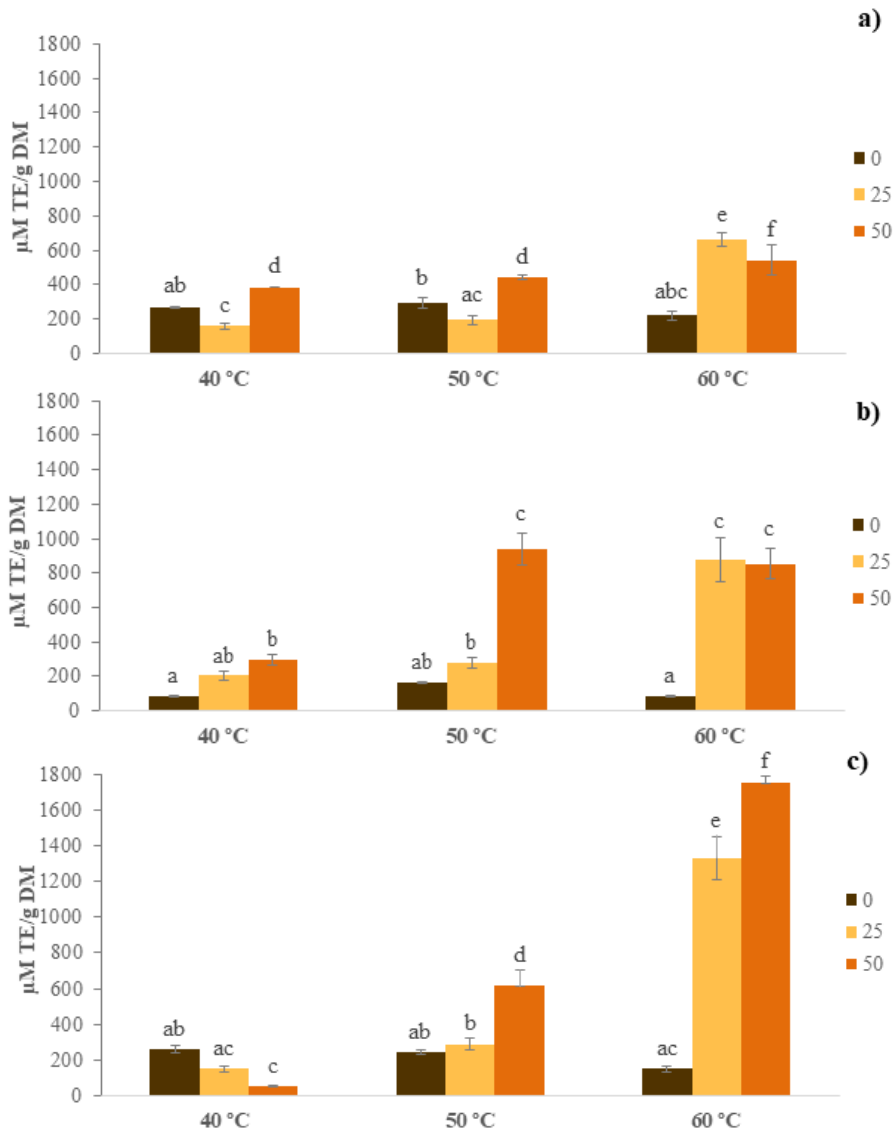 a)
1800
1600
1400
1200
1000
800
600
400
200
0
µM TE/g DM
ab c d
b ac d
abc e f
40 °C 50 °C 60 °C
0
25
50
b)
1800
1600
1400
1200
1000
800
600
400
200
0
µM TE/g DM
a ab b
ab b c
a c c
40 °C 50 °C 60 °C
0
25
50
c)
1800
1600
1400
1200
1000
800
600
400
200
0
µM TE/g DM
ab ac c
ab b d
ac e f
40 °C 50 °C 60 °C
0
25
50